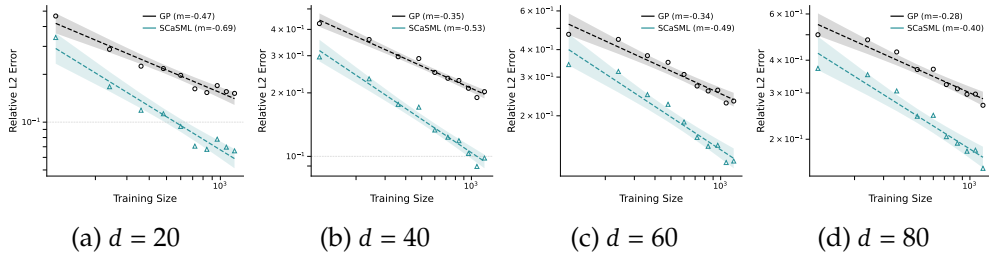 GP (m=-0.47)
SCaSML (m=-0.69)
Relative L2 Error
10⁻¹
10³
Training Size
(a) d = 20
GP (m=-0.35)
SCaSML (m=-0.53)
Relative L2 Error
4 × 10⁻¹
3 × 10⁻¹
2 × 10⁻¹
10⁻¹
10³
Training Size
(b) d = 40
GP (m=-0.34)
SCaSML (m=-0.49)
Relative L2 Error
6 × 10⁻¹
4 × 10⁻¹
3 × 10⁻¹
2 × 10⁻¹
10³
Training Size
(c) d = 60
GP (m=-0.28)
SCaSML (m=-0.40)
Relative L2 Error
6 × 10⁻¹
4 × 10⁻¹
3 × 10⁻¹
2 × 10⁻¹
10³
Training Size
(d) d = 80